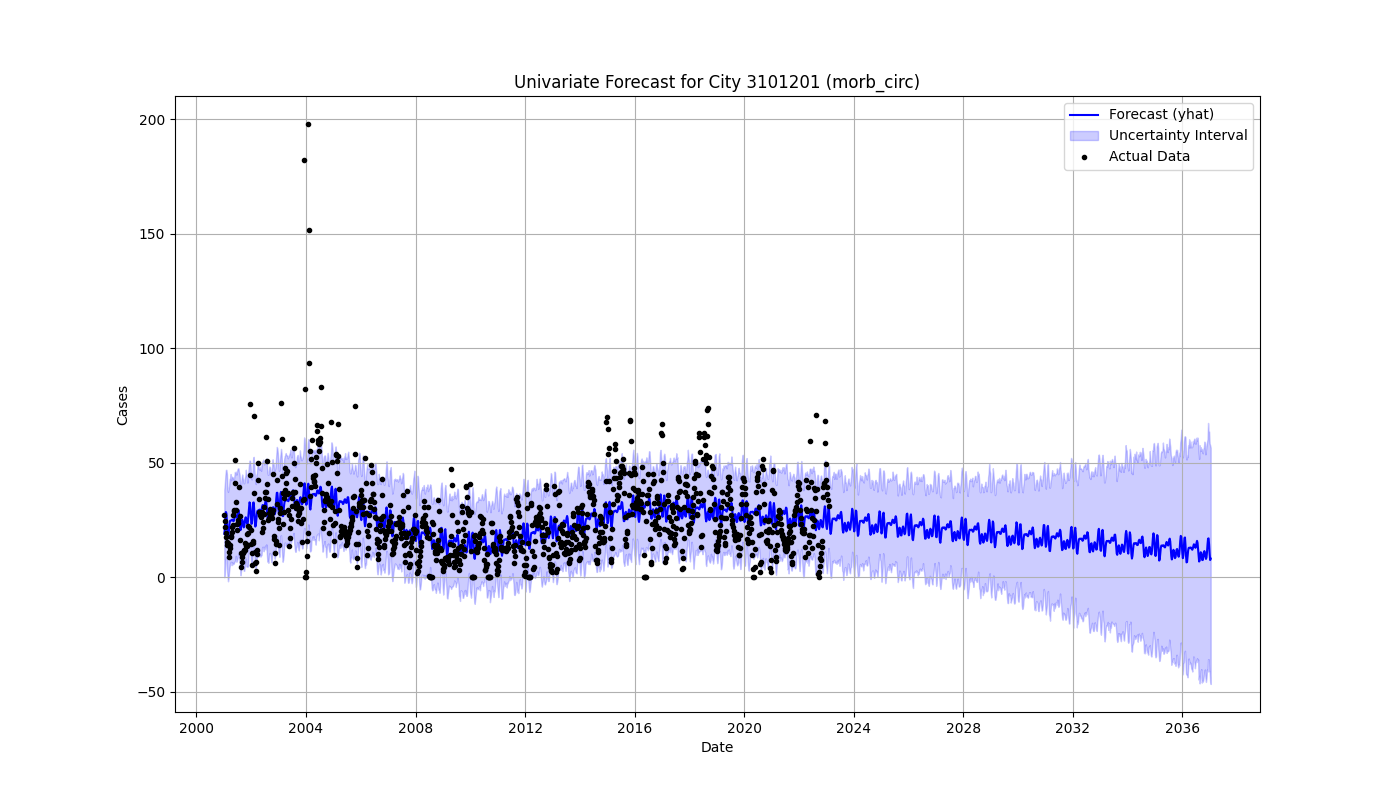 Univariate Forecast for City 3101201 (morb_circ)
Forecast (yhat)
Uncertainty Interval
Actual Data
Cases
200
150
100
50
0
−50
2000 2004 2008 2012 2016 2020 2024 2028 2032 2036
Date